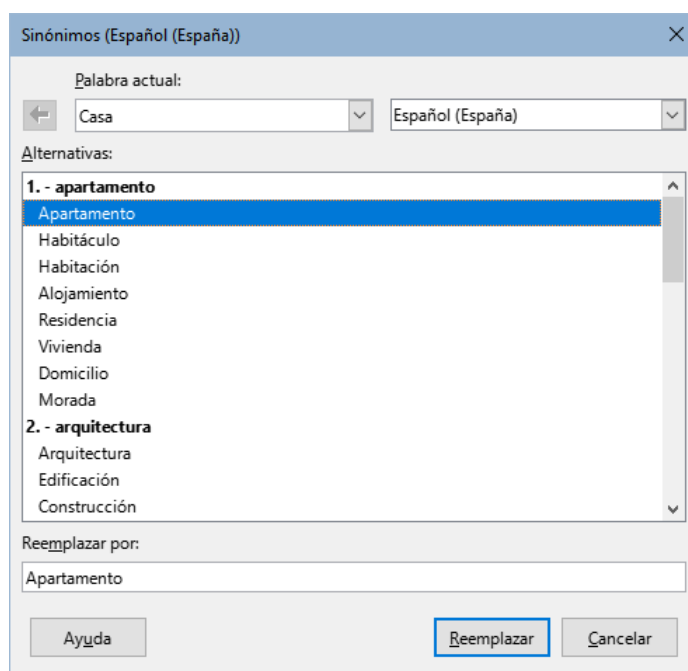 Sinónimos (Español (España))
Palabra actual:
Casa
Español (España)
Alternativas:
1. - apartamento
Apartamento
Habitáculo
Habitación
Alojamiento
Residencia
Vivienda
Domicilio
Morada
2. - arquitectura
Arquitectura
Edificación
Construcción
Reemplazar por:
Apartamento
Ayuda
Reemplazar
Cancelar